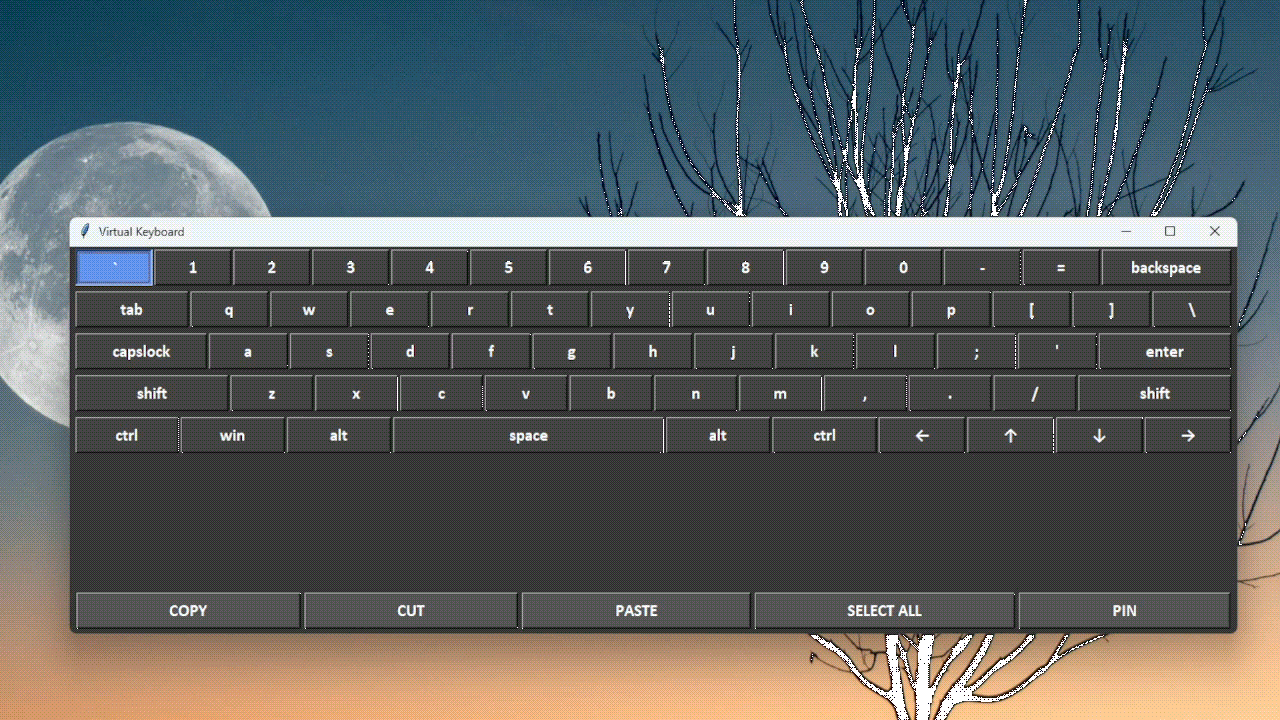 Virtual Keyboard
` 1 2 3 4 5 6 7 8 9 0 - = backspace
tab q w e r t y u i o p [ ] \
capslock a s d f g h j k l ; ' enter
shift z x c v b n m , . / shift
ctrl win alt space alt ctrl ← ↑ ↓ →
COPY CUT PASTE SELECT ALL PIN